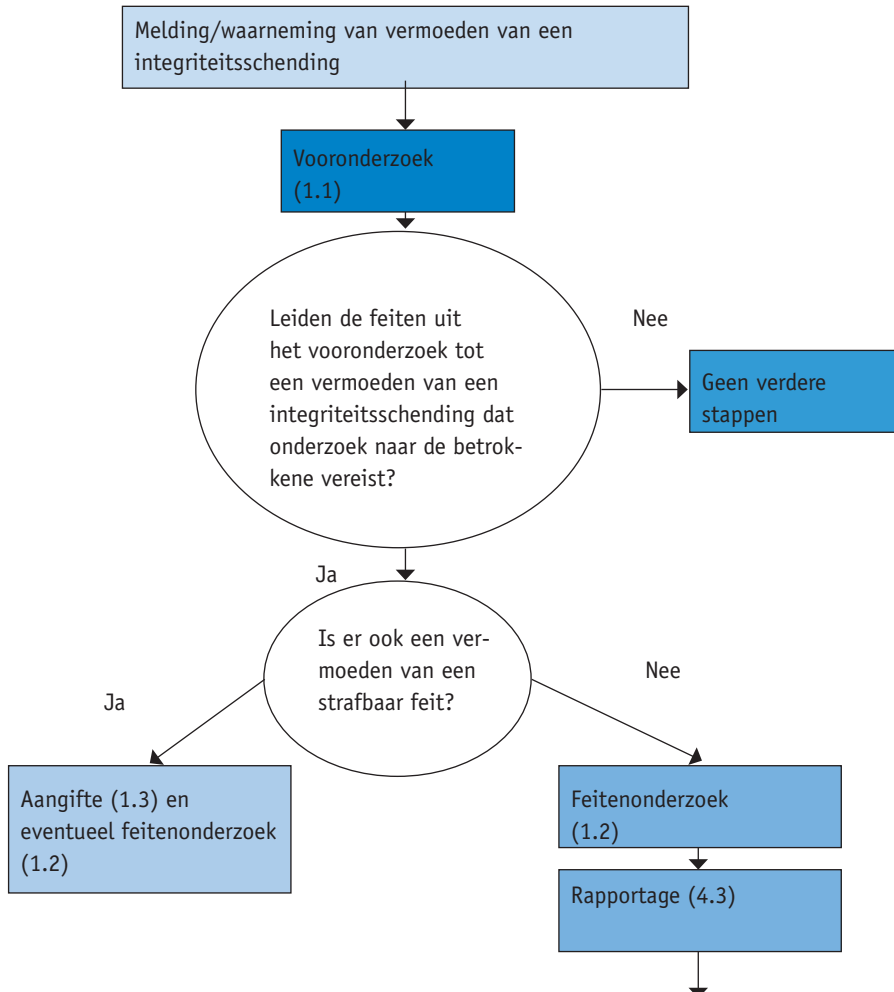 Melding/waarneming van vermoeden van een
integriteitsschending
Vooronderzoek
(1.1)
Leiden de feiten uit
het vooronderzoek tot
een vermoeden van een
integriteitsschending dat
onderzoek naar de betrok-
kene vereist?
Nee
Geen verdere
stappen
Ja
Is er ook een ver-
moeden van een
strafbaar feit?
Ja
Nee
Aangifte (1.3) en
eventueel feitenonderzoek
(1.2)
Feitenonderzoek
(1.2)
Rapportage (4.3)